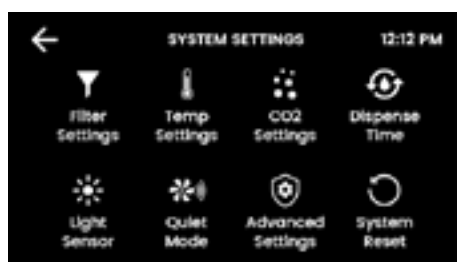 SYSTEM SETTINGS 12:12 PM
Filter Temp CO2 Dispense
Settings Settings Settings Time
Light Quiet Advanced System
Sensor Mode Settings Reset